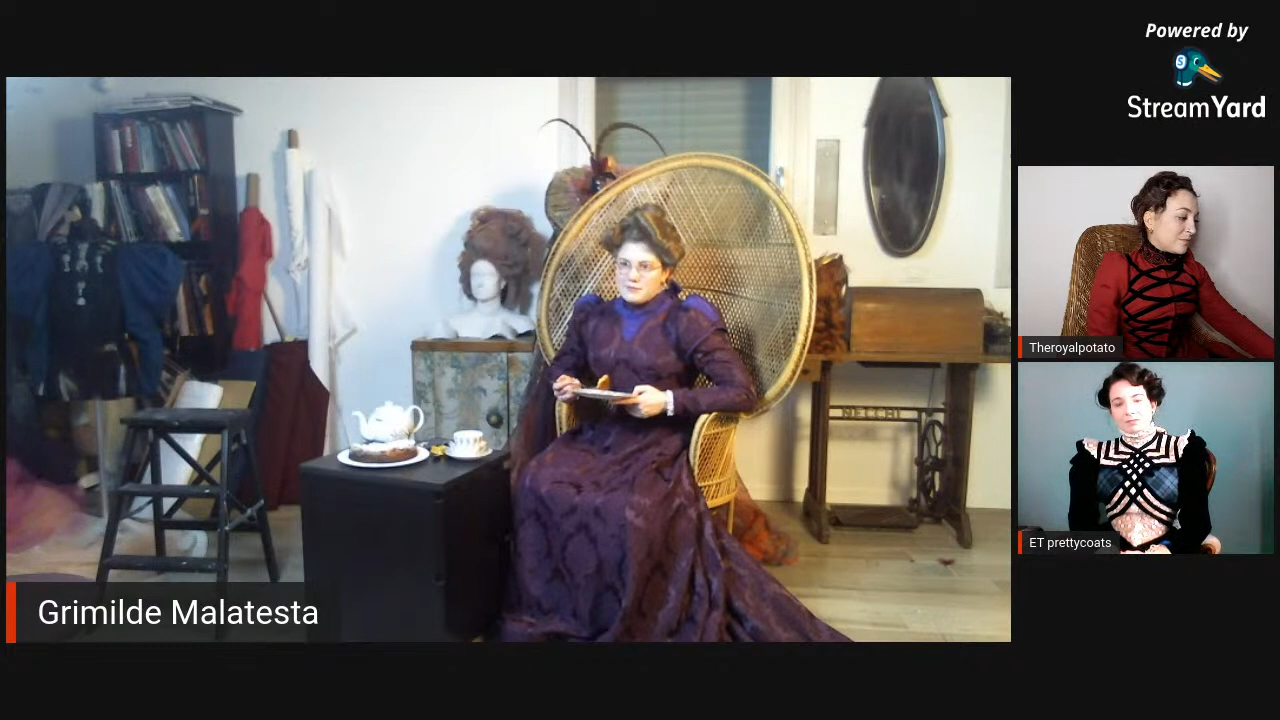 Powered by
StreamYard
NECCHI
Theroyalpotato
ET prettycoats
Grimilde Malatesta